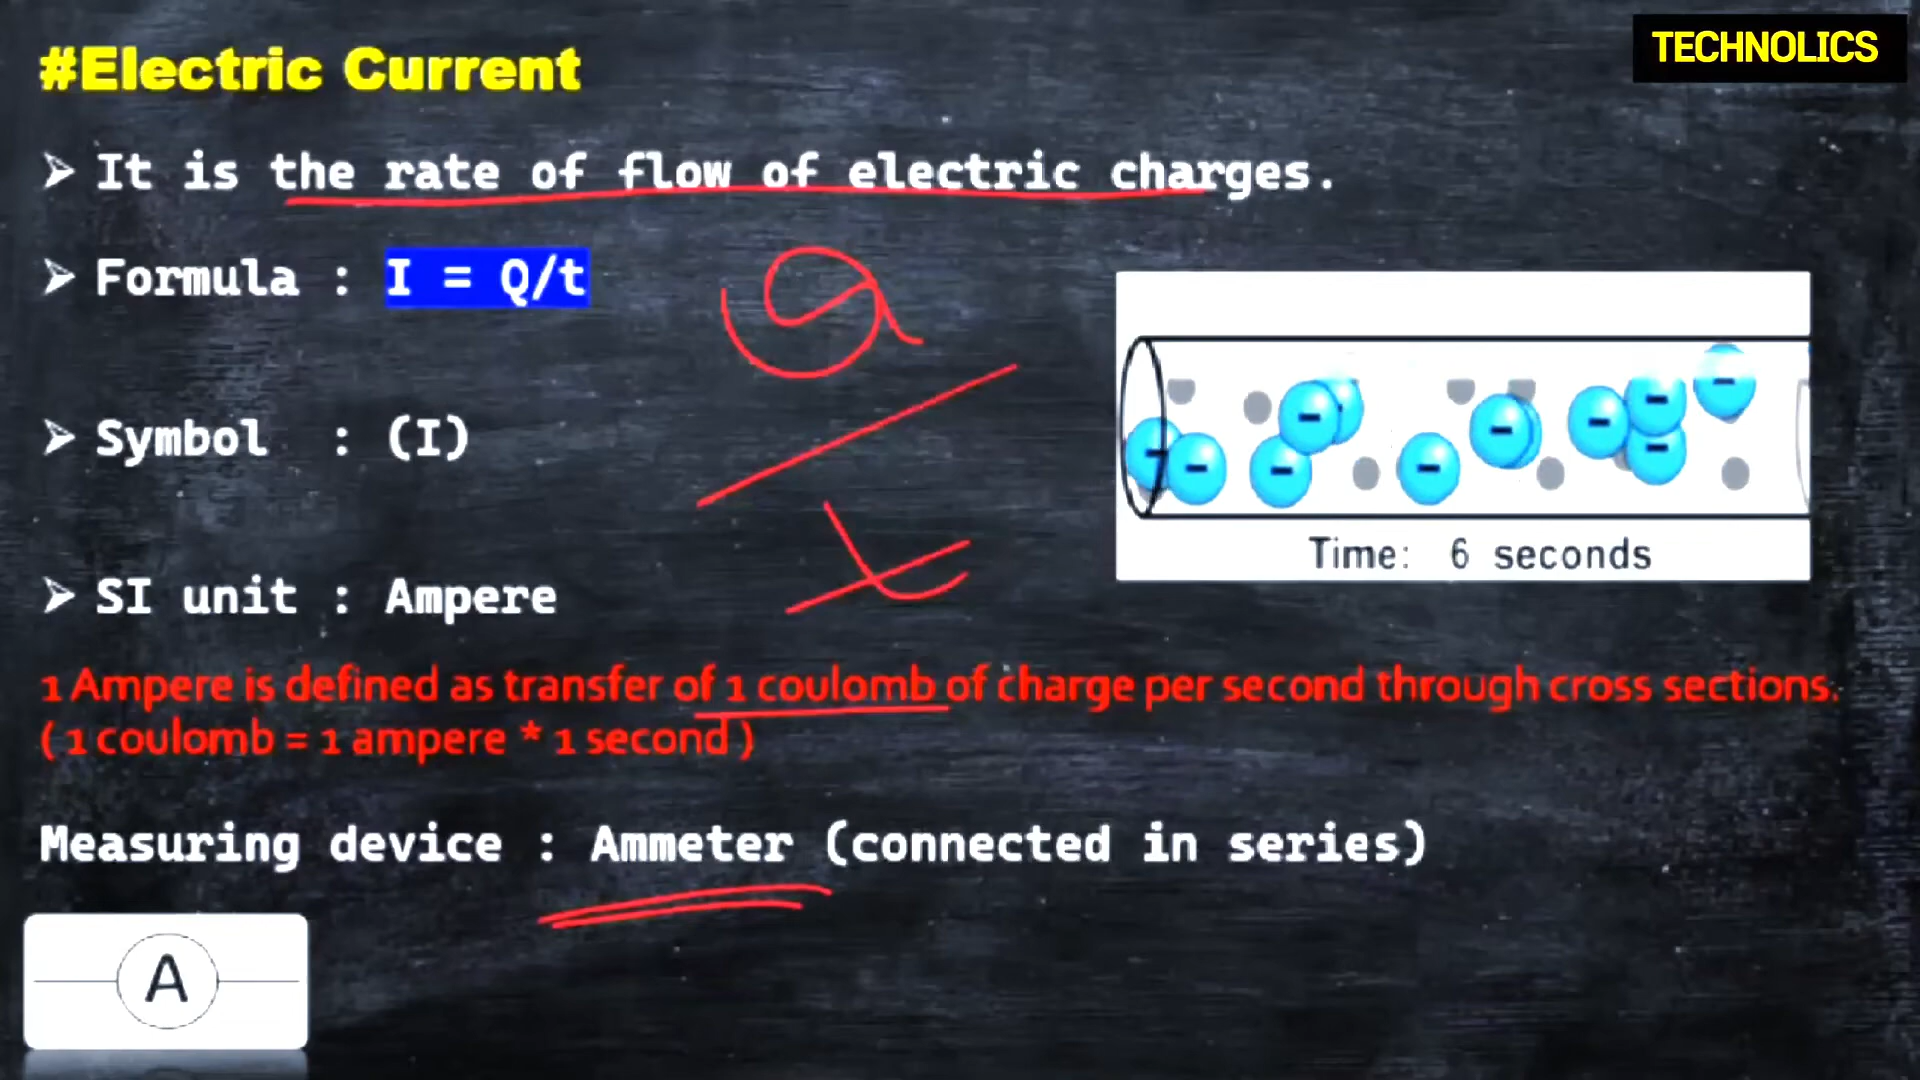 #Electric Current
TECHNOLICS
➢ It is the rate of flow of electric charges.
➢ Formula : I = Q/t
Q
/
t
➢ Symbol : (I)
➢ SI unit : Ampere
Time: 6 seconds
1 Ampere is defined as transfer of 1 coulomb of charge per second through cross sections.
( 1 coulomb = 1 ampere * 1 second )
Measuring device : Ammeter (connected in series)
A